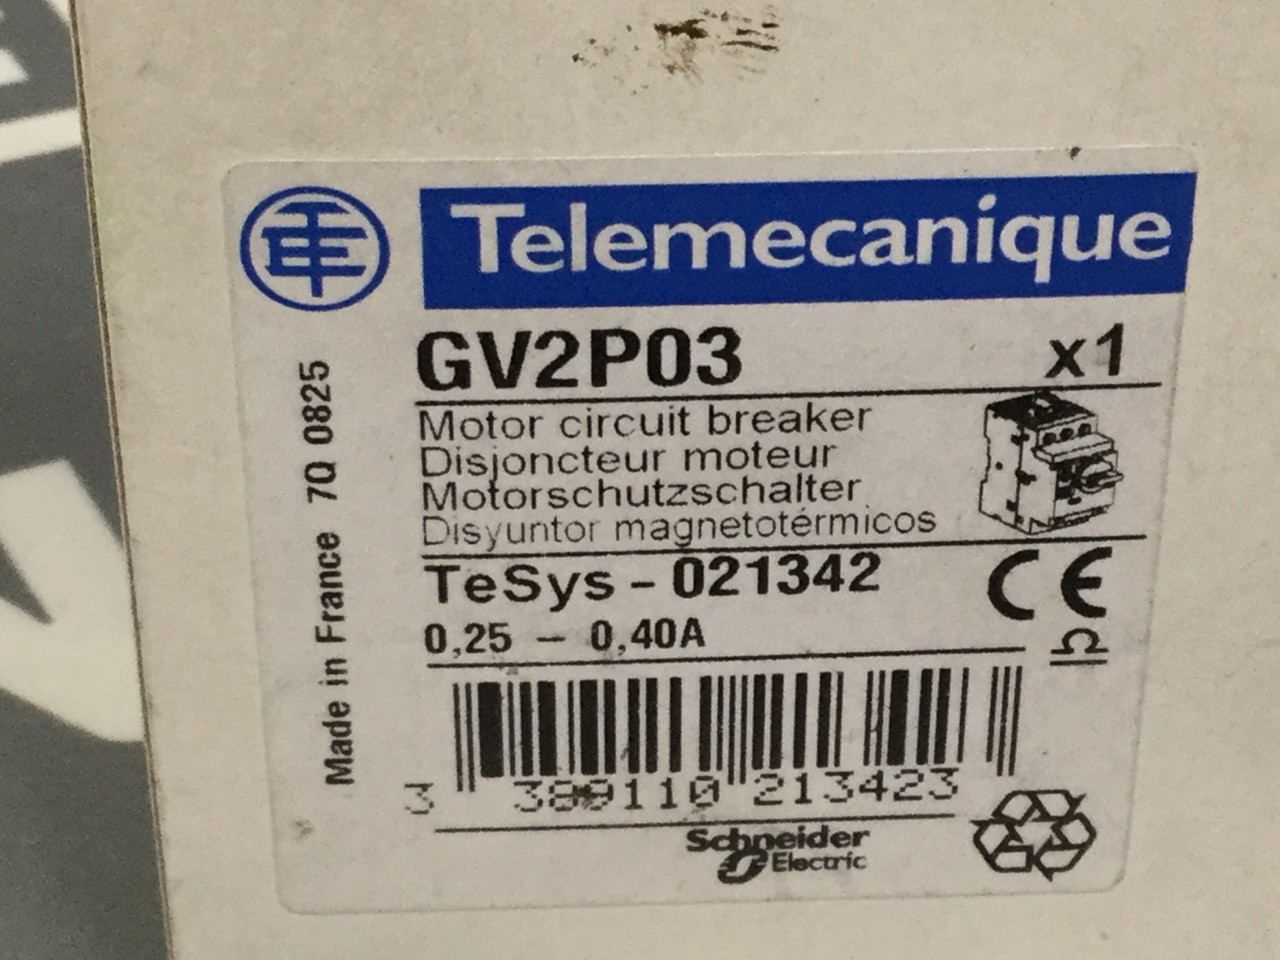 Telemecanique
GV2P03 x1
Motor circuit breaker
Disjoncteur moteur
Motorschutzschalter
Disyuntor magnetotérmicos
TeSys - 021342
CE
0,25 - 0,40A
3 389110 213423
Schneider
Electric
Made in France 7Q 0825